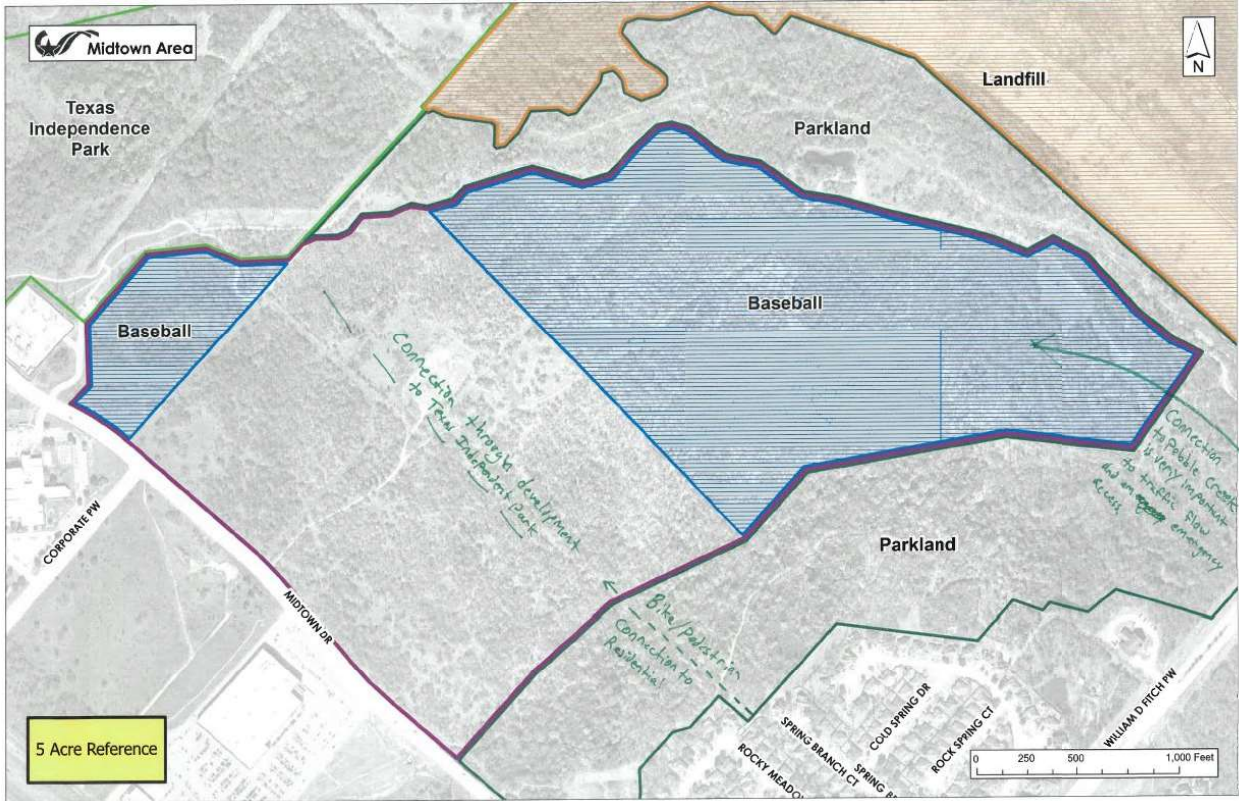 Midtown Area
N
Texas
Independence
Park
Landfill
Parkland
Baseball
Baseball
Connection through development
to Texas Independent park
Connection
to Pebble Creek
is very important
to traffic flow
and an emergency
access
Parkland
Bike/pedestrian
connection to
Residential
CORPORATE PW
MIDTOWN DR
5 Acre Reference
SPRING BRANCH CT
COLD SPRING DR
ROCK SPRING CT
WILLIAM D FITCH PW
ROCKY MEADO
SPRING B
0 250 500 1,000 Feet